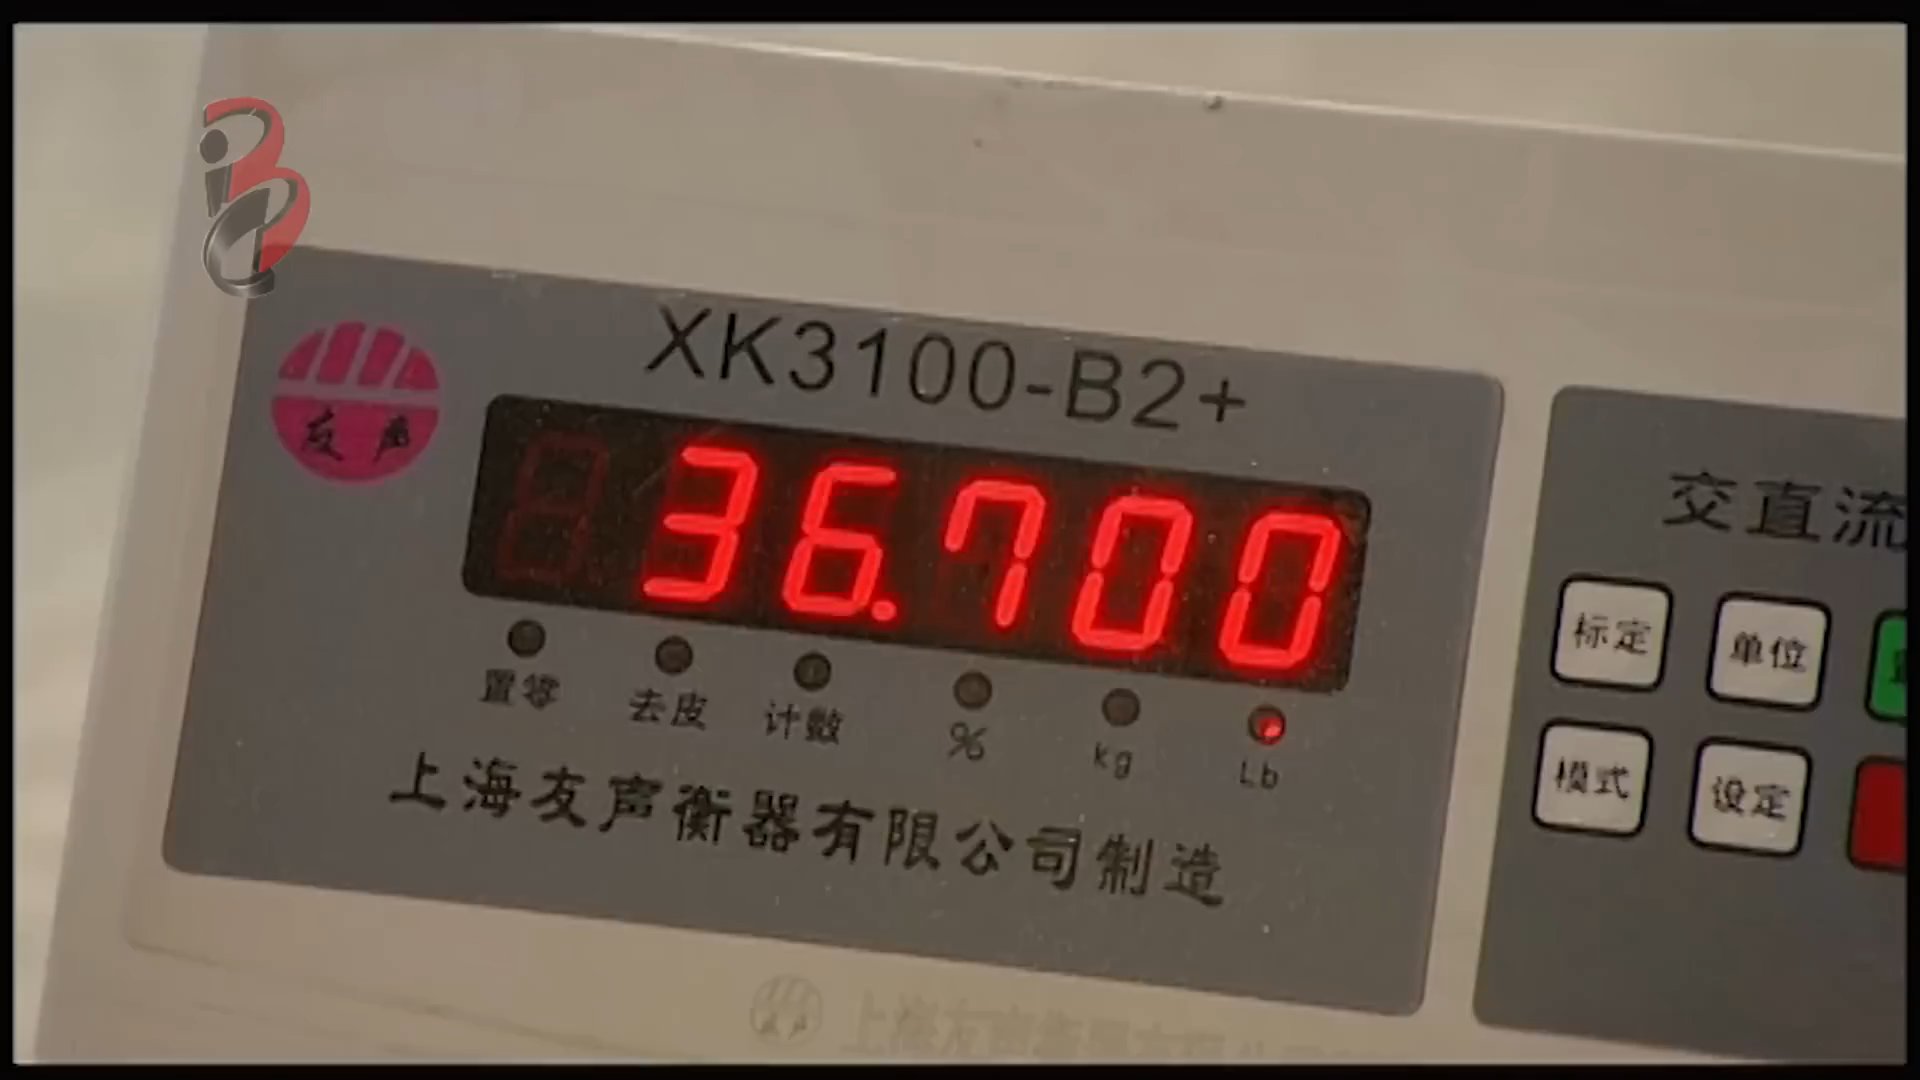 XK3100-B2+
友声
36.700
置零 去皮 计数 % kg Lb
上海友声衡器有限公司制造
交直流
标定 单位
模式 设定